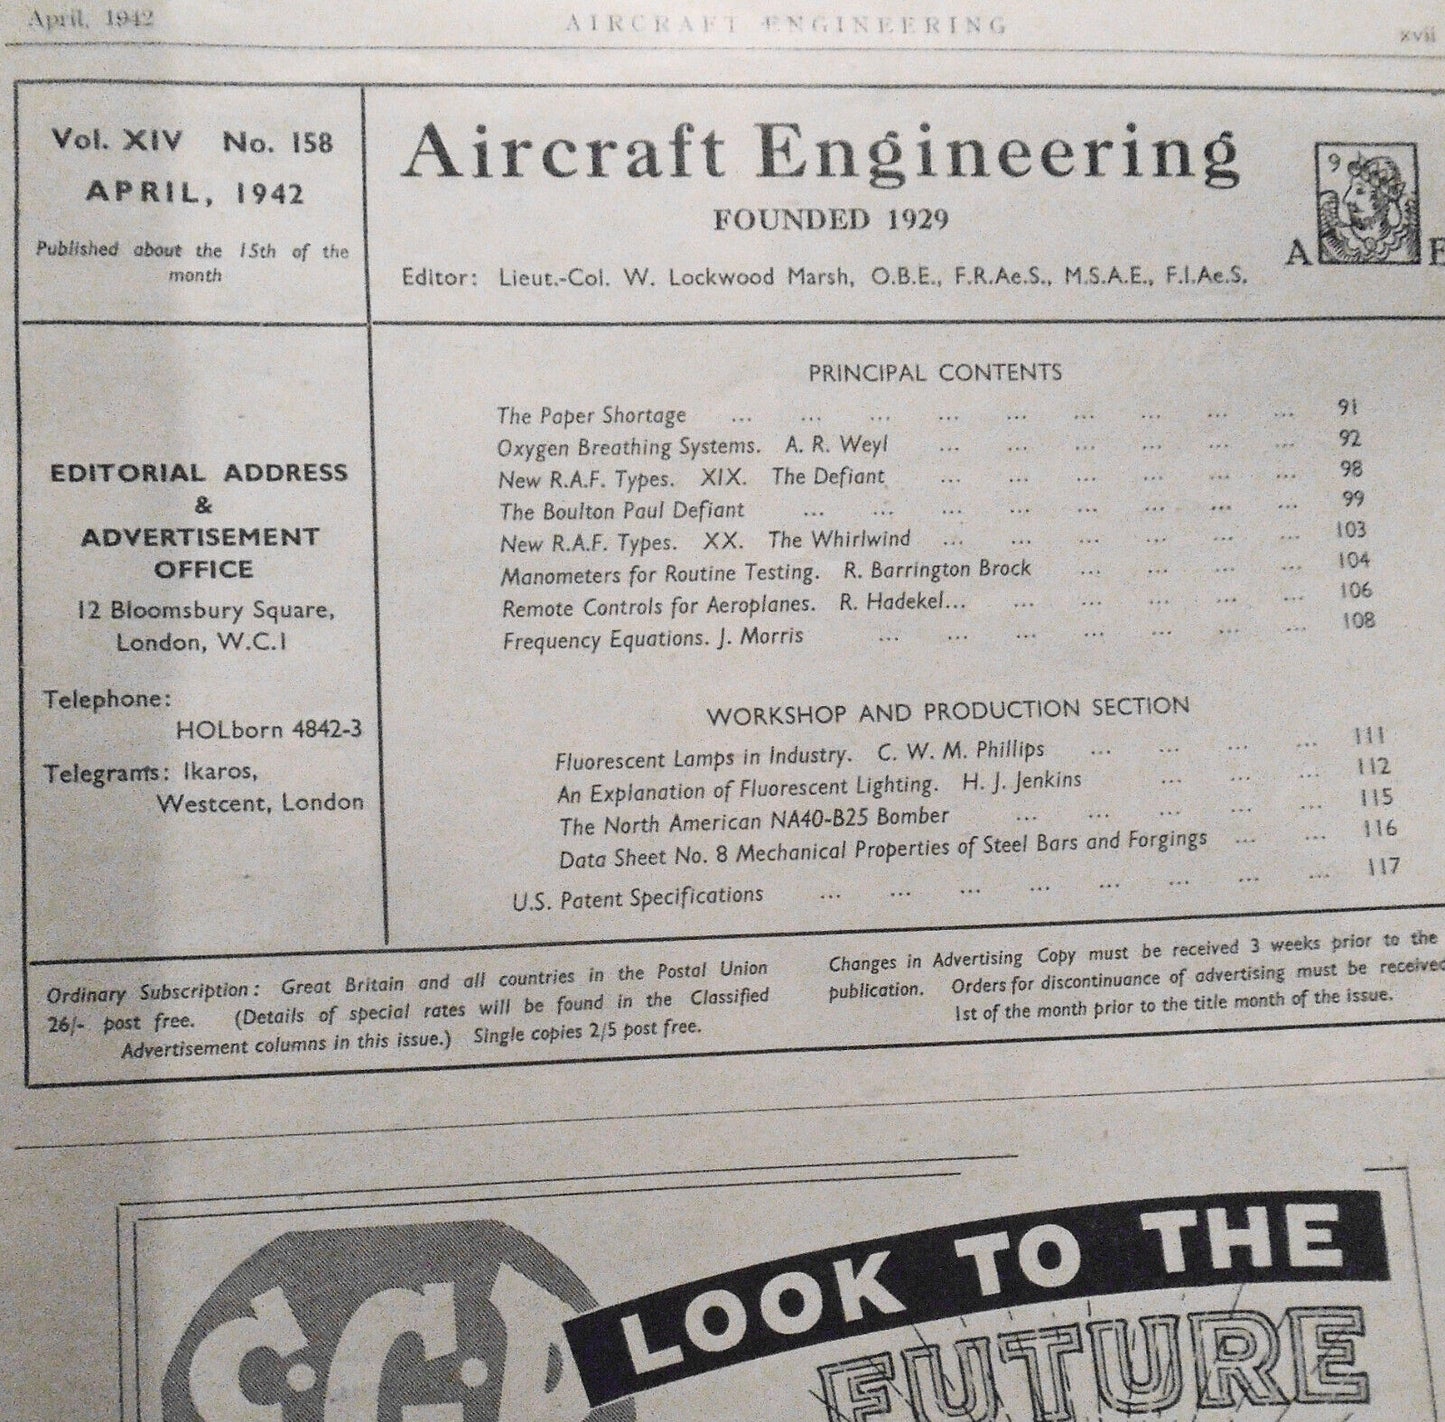 April, 1942 AIRCRAFT ENGINEERING xvii
Vol. XIV No. 158
APRIL, 1942
Published about the 15th of the
month
Aircraft Engineering
FOUNDED 1929
Editor: Lieut.-Col. W. Lockwood Marsh, O.B.E., F.R.Ae.S., M.S.A.E., F.I.Ae.S.
9
A E
EDITORIAL ADDRESS
&
ADVERTISEMENT
OFFICE
12 Bloomsbury Square,
London, W.C.1
Telephone:
HOLborn 4842-3
Telegrams: Ikaros,
Westcent, London
PRINCIPAL CONTENTS
The Paper Shortage ... ... ... ... ... ... ... ... ... 91
Oxygen Breathing Systems. A. R. Weyl ... ... ... ... ... ... 92
New R.A.F. Types. XIX. The Defiant ... ... ... ... ... ... 98
The Boulton Paul Defiant ... ... ... ... ... ... ... ... 99
New R.A.F. Types. XX. The Whirlwind ... ... ... ... ... ... 103
Manometers for Routine Testing. R. Barrington Brock ... ... ... ... 104
Remote Controls for Aeroplanes. R. Hadekel... ... ... ... ... ... 106
Frequency Equations. J. Morris ... ... ... ... ... ... ... 108
WORKSHOP AND PRODUCTION SECTION
Fluorescent Lamps in Industry. C. W. M. Phillips ... ... ... ... 111
An Explanation of Fluorescent Lighting. H. J. Jenkins ... ... ... 112
The North American NA40-B25 Bomber ... ... ... ... ... 115
Data Sheet No. 8 Mechanical Properties of Steel Bars and Forgings ... ... 116
U.S. Patent Specifications ... ... ... ... ... ... ... ... 117
Ordinary Subscription: Great Britain and all countries in the Postal Union
26/- post free. (Details of special rates will be found in the Classified
Advertisement columns in this issue.) Single copies 2/5 post free.
Changes in Advertising Copy must be received 3 weeks prior to the
publication. Orders for discontinuance of advertising must be received
1st of the month prior to the title month of the issue.
LOOK TO THE
FUTURE